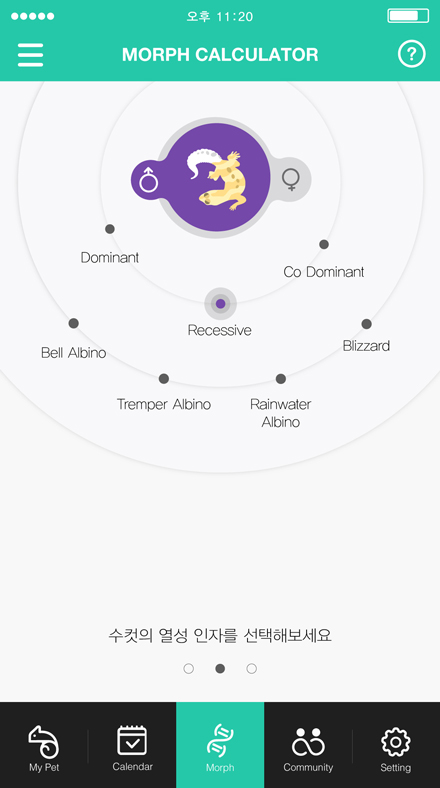 오후 11:20
MORPH CALCULATOR
?
Dominant
Co Dominant
Recessive
Bell Albino
Blizzard
Tremper Albino
Rainwater
Albino
수컷의 열성 인자를 선택해보세요
My Pet
Calendar
Morph
Community
Setting